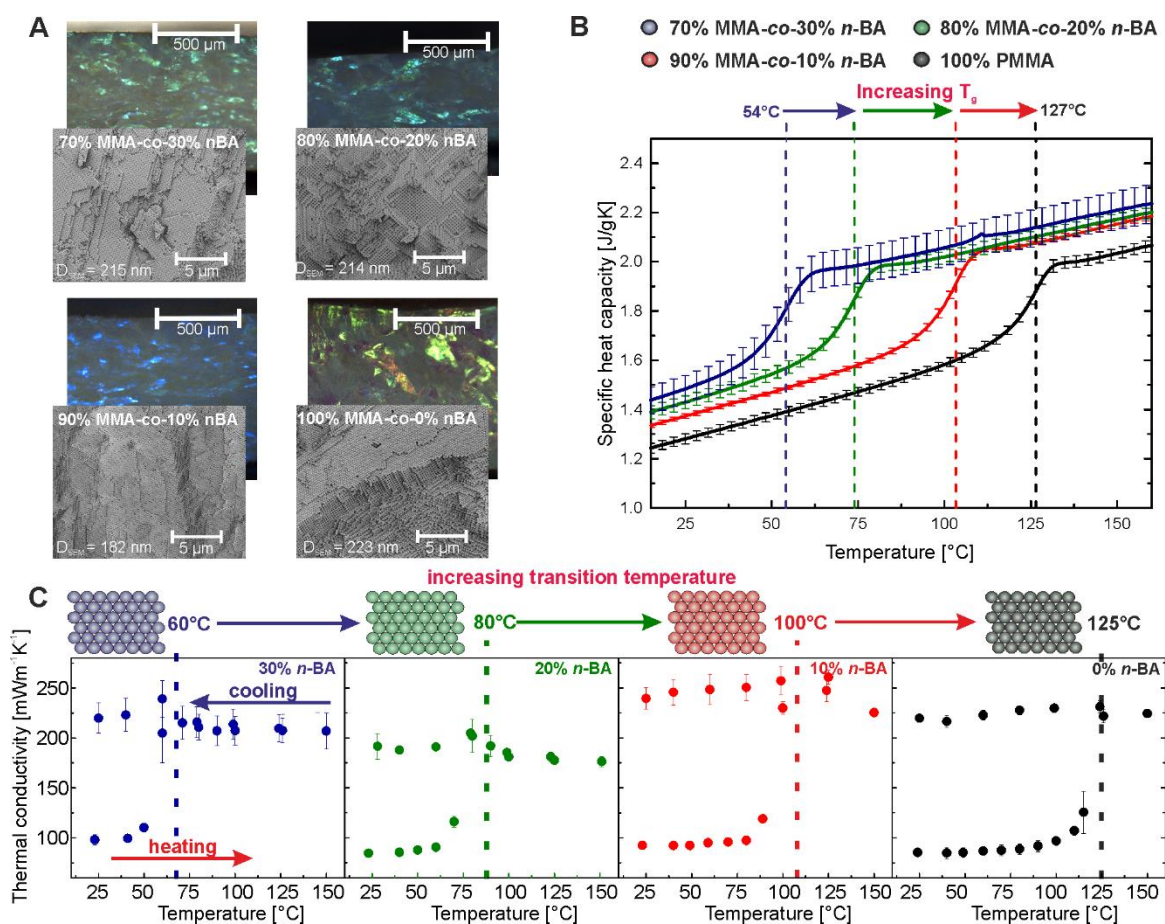 A
500 µm
500 µm
70% MMA-co-30% nBA
80% MMA-co-20% nBA
D_SEM = 215 nm
5 µm
D_SEM = 214 nm
5 µm
500 µm
500 µm
90% MMA-co-10% nBA
100% MMA-co-0% nBA
D_SEM = 182 nm
5 µm
D_SEM = 223 nm
5 µm
B
70% MMA-co-30% n-BA
80% MMA-co-20% n-BA
90% MMA-co-10% n-BA
100% PMMA
Increasing T_g
54°C
127°C
Specific heat capacity [J/gK]
2.4
2.2
2.0
1.8
1.6
1.4
1.2
1.0
25 50 75 100 125 150
Temperature [°C]
C
increasing transition temperature
60°C
80°C
100°C
125°C
Thermal conductivity [mWm⁻¹K⁻¹]
250
200
150
100
30% n-BA
cooling
heating
20% n-BA
10% n-BA
0% n-BA
25 50 75 100 125 150
25 50 75 100 125 150
25 50 75 100 125 150
25 50 75 100 125 150
Temperature [°C]
Temperature [°C]
Temperature [°C]
Temperature [°C]